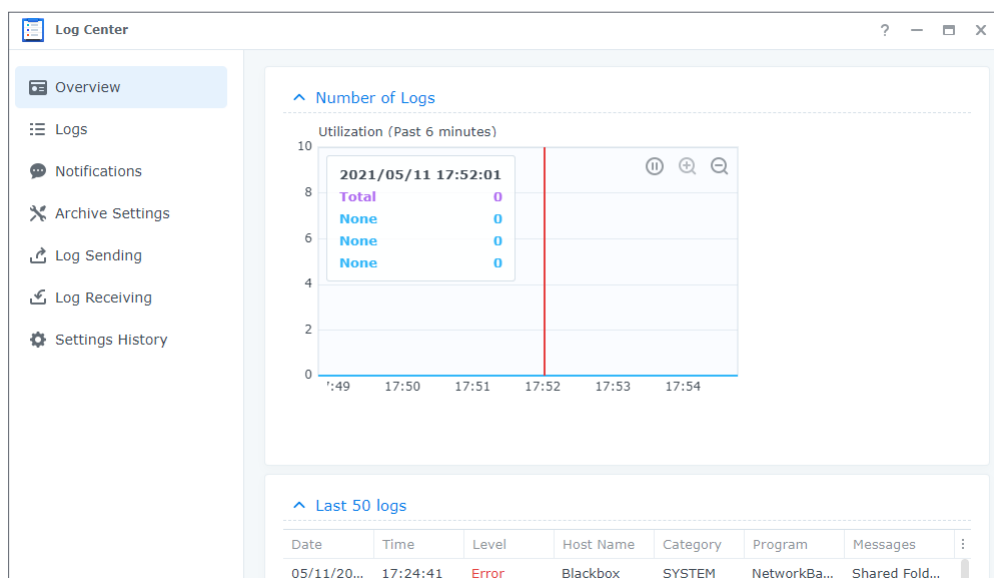 Log Center
?
Overview
Logs
Notifications
Archive Settings
Log Sending
Log Receiving
Settings History
Number of Logs
Utilization (Past 6 minutes)
10
8
6
4
2
0
2021/05/11 17:52:01
Total 0
None 0
None 0
None 0
':49 17:50 17:51 17:52 17:53 17:54
Last 50 logs
Date Time Level Host Name Category Program Messages
05/11/20... 17:24:41 Error Blackbox SYSTEM NetworkBa... Shared Fold...